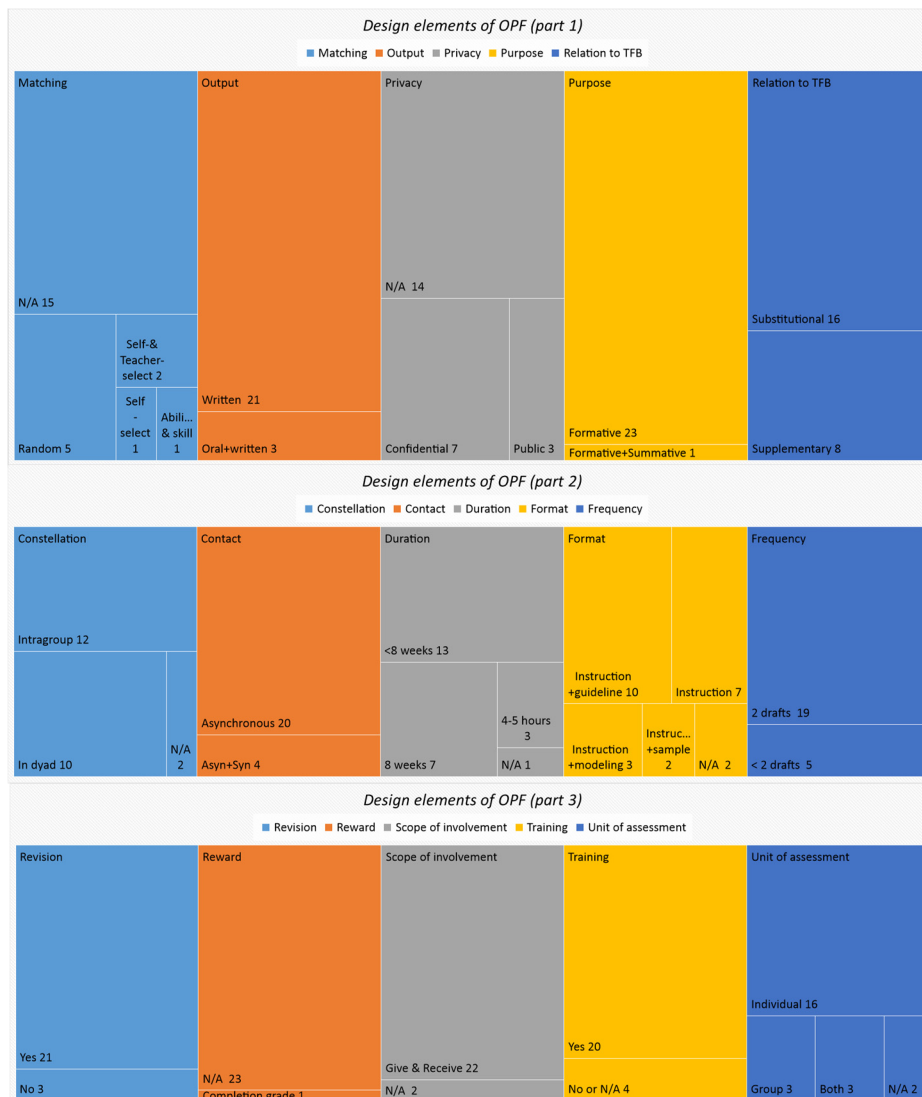 Design elements of OPF (part 1)
Matching Output Privacy Purpose Relation to TFB
Matching
Output
Privacy
Purpose
Relation to TFB
N/A 15
Random 5
Self-&
Teacher-
select 2
Self
-
select
1
Abili...
& skill
1
Written 21
Oral+written 3
N/A 14
Confidential 7
Public 3
Formative 23
Formative+Summative 1
Substitutional 16
Supplementary 8
Design elements of OPF (part 2)
Constellation Contact Duration Format Frequency
Constellation
Contact
Duration
Format
Frequency
Intragroup 12
In dyad 10
N/A
2
Asynchronous 20
Asyn+Syn 4
<8 weeks 13
8 weeks 7
4-5 hours
3
N/A 1
Instruction
+guideline 10
Instruction 7
Instruction
+modeling 3
Instruc...
+sample
2
N/A 2
2 drafts 19
< 2 drafts 5
Design elements of OPF (part 3)
Revision Reward Scope of involvement Training Unit of assessment
Revision
Reward
Scope of involvement
Training
Unit of assessment
Yes 21
No 3
N/A 23
Completion grade 1
Give & Receive 22
N/A 2
Yes 20
No or N/A 4
Individual 16
Group 3
Both 3
N/A 2